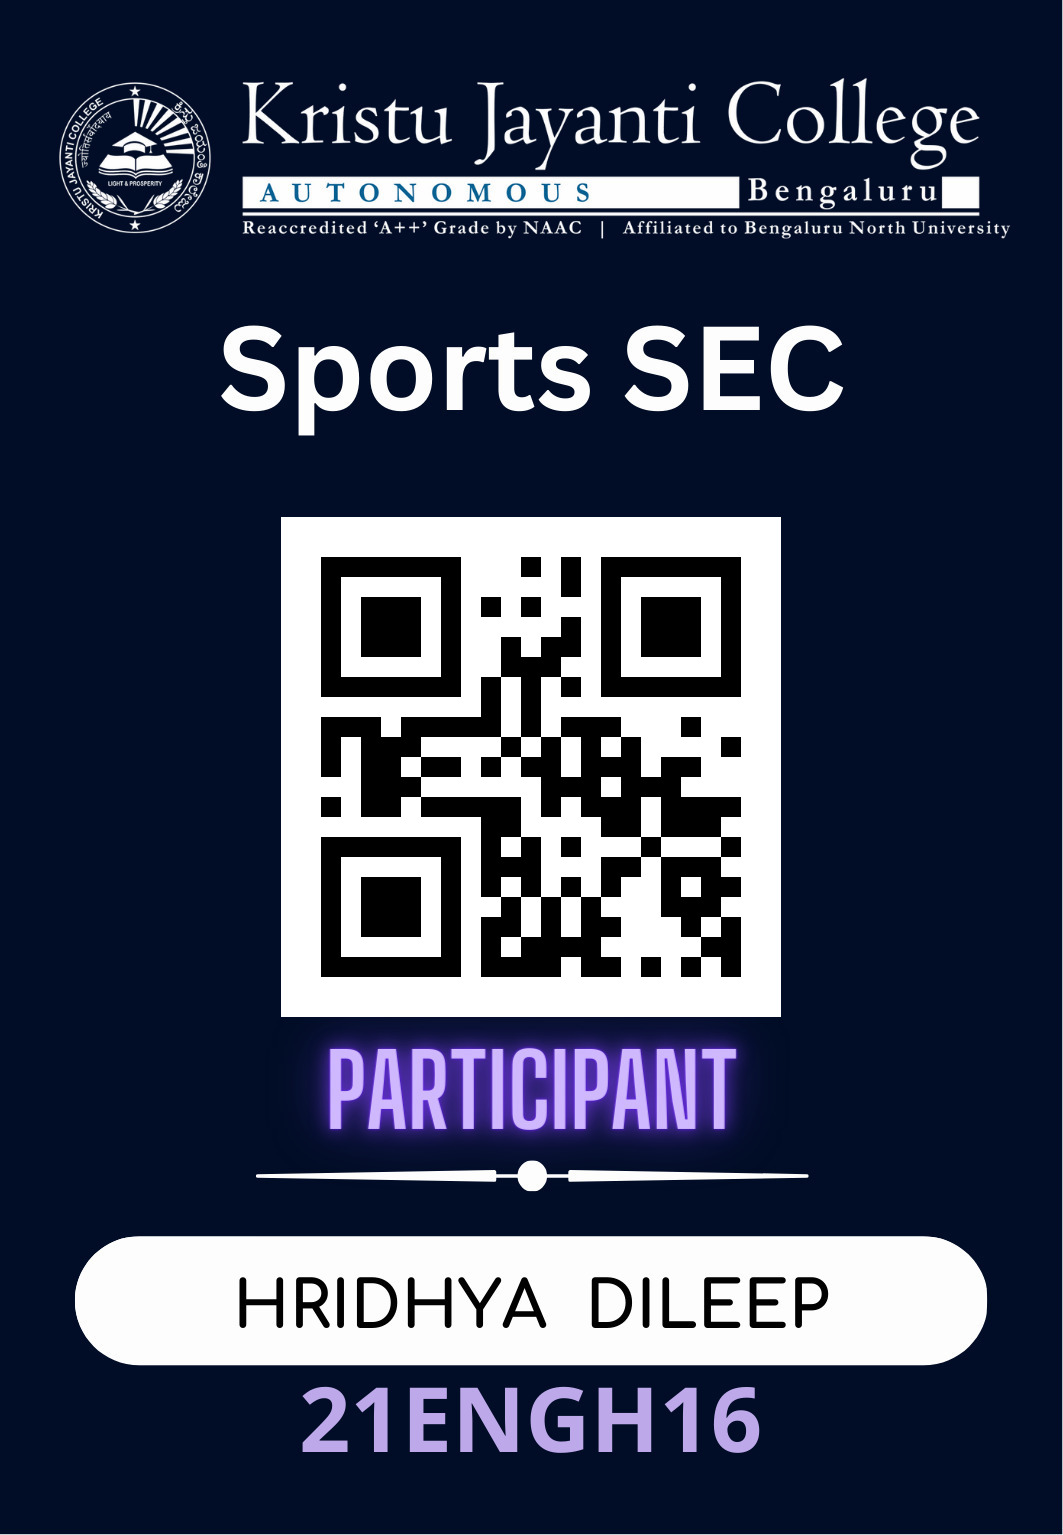 KRISTU JAYANTI COLLEGE
ಕ್ರಿಸ್ತು ಜಯಂತಿ ಕಾಲೇಜು
LIGHT & PROSPERITY
Kristu Jayanti College
AUTONOMOUS Bengaluru
Reaccredited ‘A++’ Grade by NAAC | Affiliated to Bengaluru North University
Sports SEC
PARTICIPANT
HRIDHYA DILEEP
21ENGH16